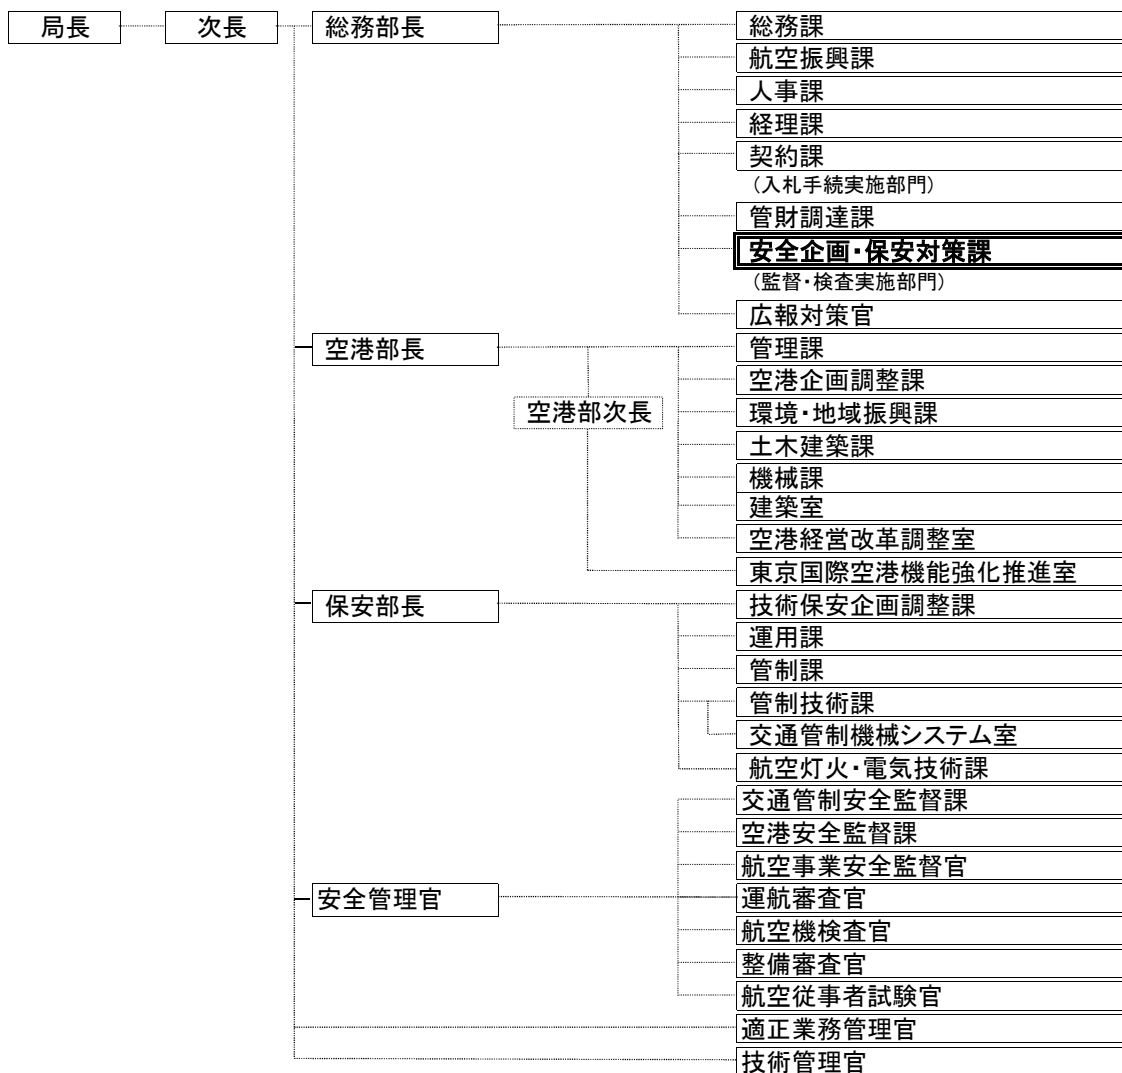 局長
次長
総務部長
総務課
航空振興課
人事課
経理課
契約課
（入札手続実施部門）
管財調達課
安全企画・保安対策課
（監督・検査実施部門）
広報対策官
空港部長
空港部次長
管理課
空港企画調整課
環境・地域振興課
土木建築課
機械課
建築室
空港経営改革調整室
東京国際空港機能強化推進室
保安部長
技術保安企画調整課
運用課
管制課
管制技術課
交通管制機械システム室
航空灯火・電気技術課
安全管理官
交通管制安全監督課
空港安全監督課
航空事業安全監督官
運航審査官
航空機検査官
整備審査官
航空従事者試験官
適正業務管理官
技術管理官